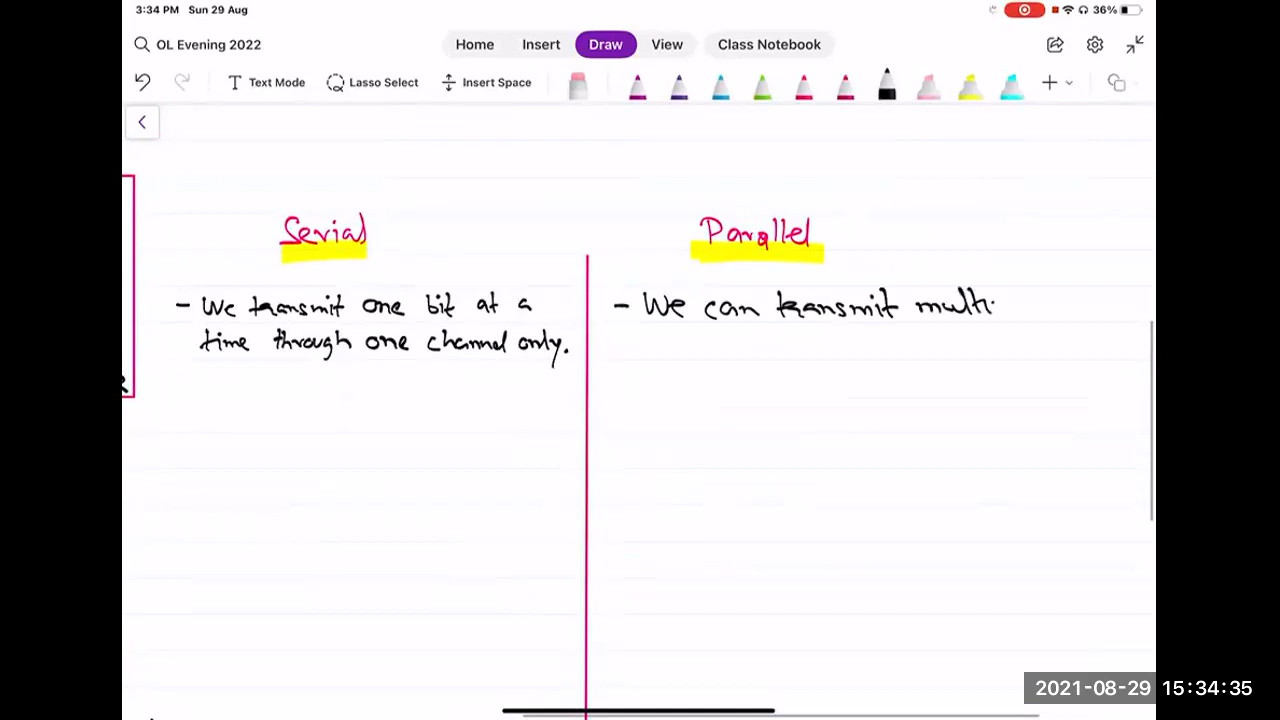 3:34 PM Sun 29 Aug
36%
OL Evening 2022
Home Insert Draw View Class Notebook
Text Mode Lasso Select Insert Space
Serial
Parallel
- We transmit one bit at a
time through one channel only.
- We can transmit multi
2021-08-29 15:34:35